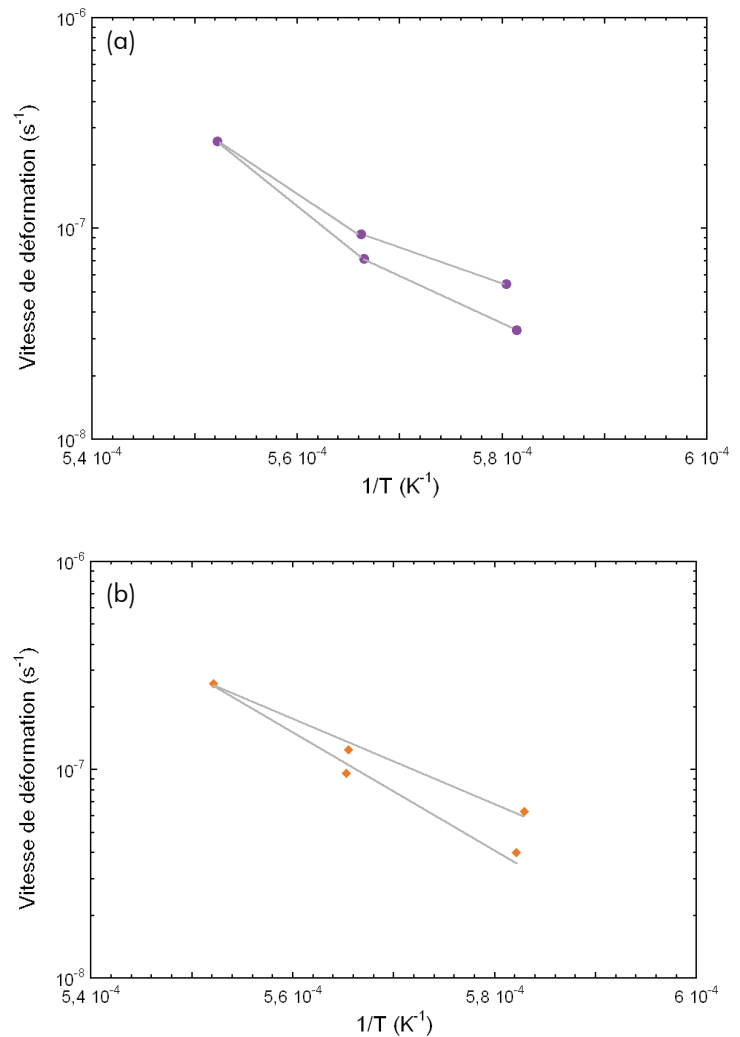 (a)
10⁻⁶
10⁻⁷
10⁻⁸
Vitesse de déformation (s⁻¹)
5,4 10⁻⁴ 5,6 10⁻⁴ 5,8 10⁻⁴ 6 10⁻⁴
1/T (K⁻¹)
(b)
10⁻⁶
10⁻⁷
10⁻⁸
Vitesse de déformation (s⁻¹)
5,4 10⁻⁴ 5,6 10⁻⁴ 5,8 10⁻⁴ 6 10⁻⁴
1/T (K⁻¹)